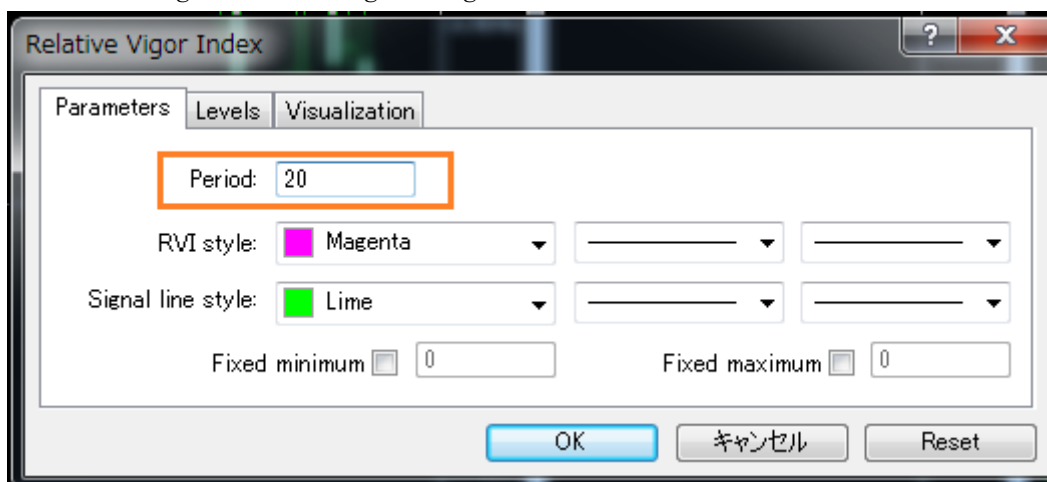 Relative Vigor Index
?
x
Parameters Levels Visualization
Period: 20
RVI style: Magenta
Signal line style: Lime
Fixed minimum 0 Fixed maximum 0
OK キャンセル Reset